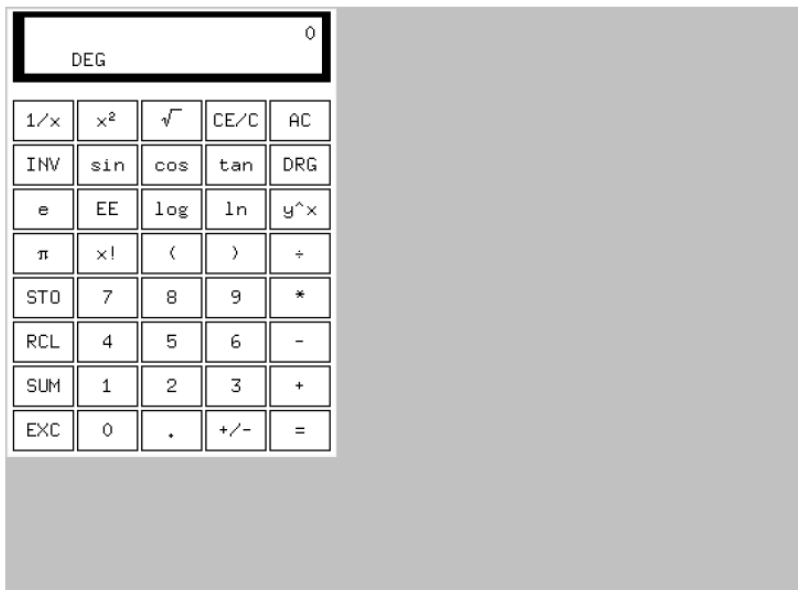 0
DEG
1/x x² √ CE/C AC
INV sin cos tan DRG
e EE log ln y^x
π x! ( ) ÷
STO 7 8 9 *
RCL 4 5 6 -
SUM 1 2 3 +
EXC 0 . +/- =